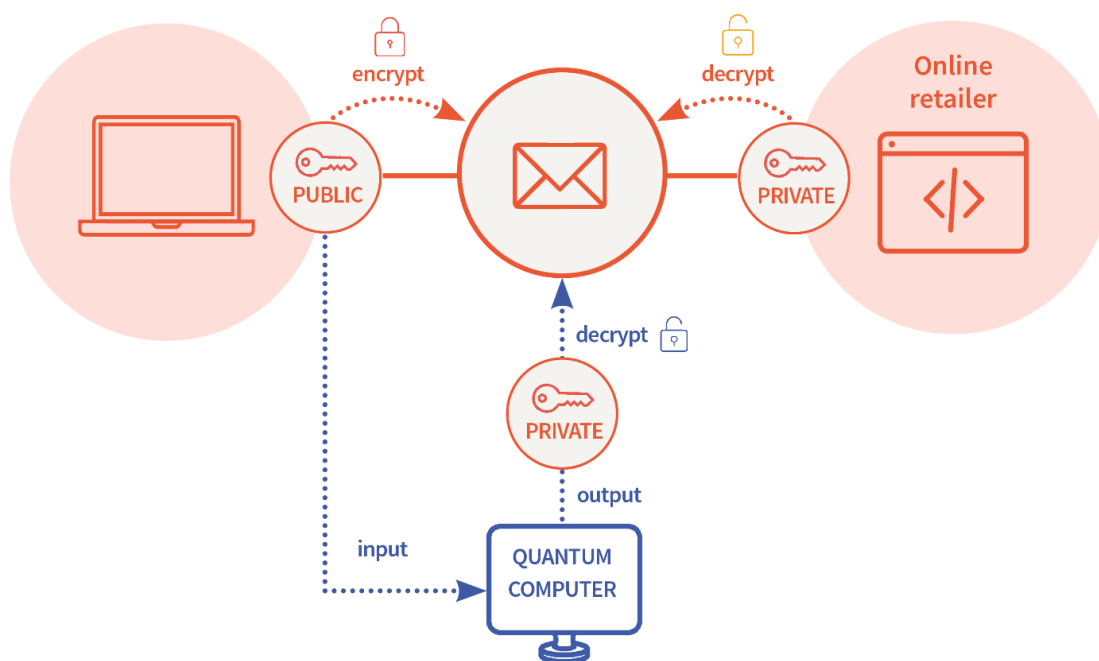 encrypt
decrypt
Online
retailer
PUBLIC
PRIVATE
</>
decrypt
PRIVATE
output
input
QUANTUM
COMPUTER